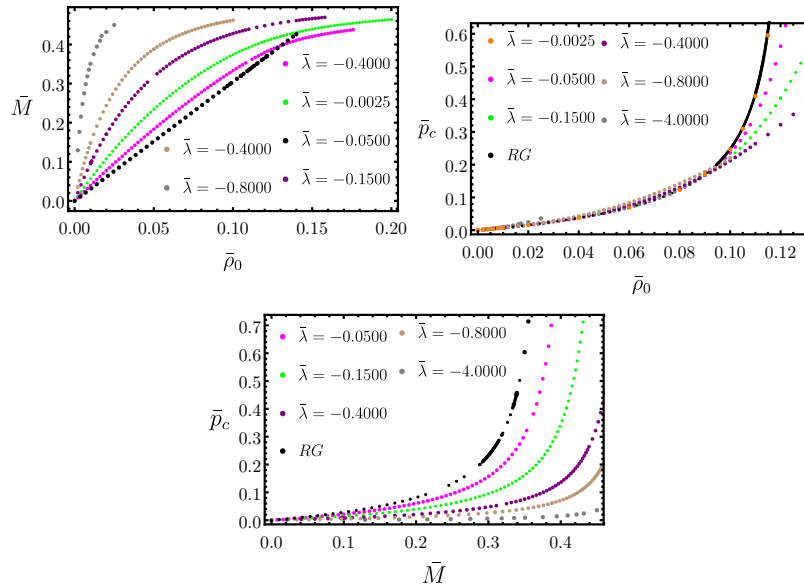 0.4
0.3
0.2
0.1
0.0
M̄
λ̄ = −0.4000
λ̄ = −0.0025
λ̄ = −0.4000
λ̄ = −0.0500
λ̄ = −0.8000
λ̄ = −0.1500
0.00 0.05 0.10 0.15 0.20
ρ̄₀
0.6
0.5
0.4
0.3
0.2
0.1
0.0
p̄_c
λ̄ = −0.0025 λ̄ = −0.4000
λ̄ = −0.0500 λ̄ = −0.8000
λ̄ = −0.1500 λ̄ = −4.0000
RG
0.00 0.02 0.04 0.06 0.08 0.10 0.12
ρ̄₀
0.7
0.6
0.5
0.4
0.3
0.2
0.1
0.0
p̄_c
λ̄ = −0.0500 λ̄ = −0.8000
λ̄ = −0.1500 λ̄ = −4.0000
λ̄ = −0.4000
RG
0.0 0.1 0.2 0.3 0.4
M̄